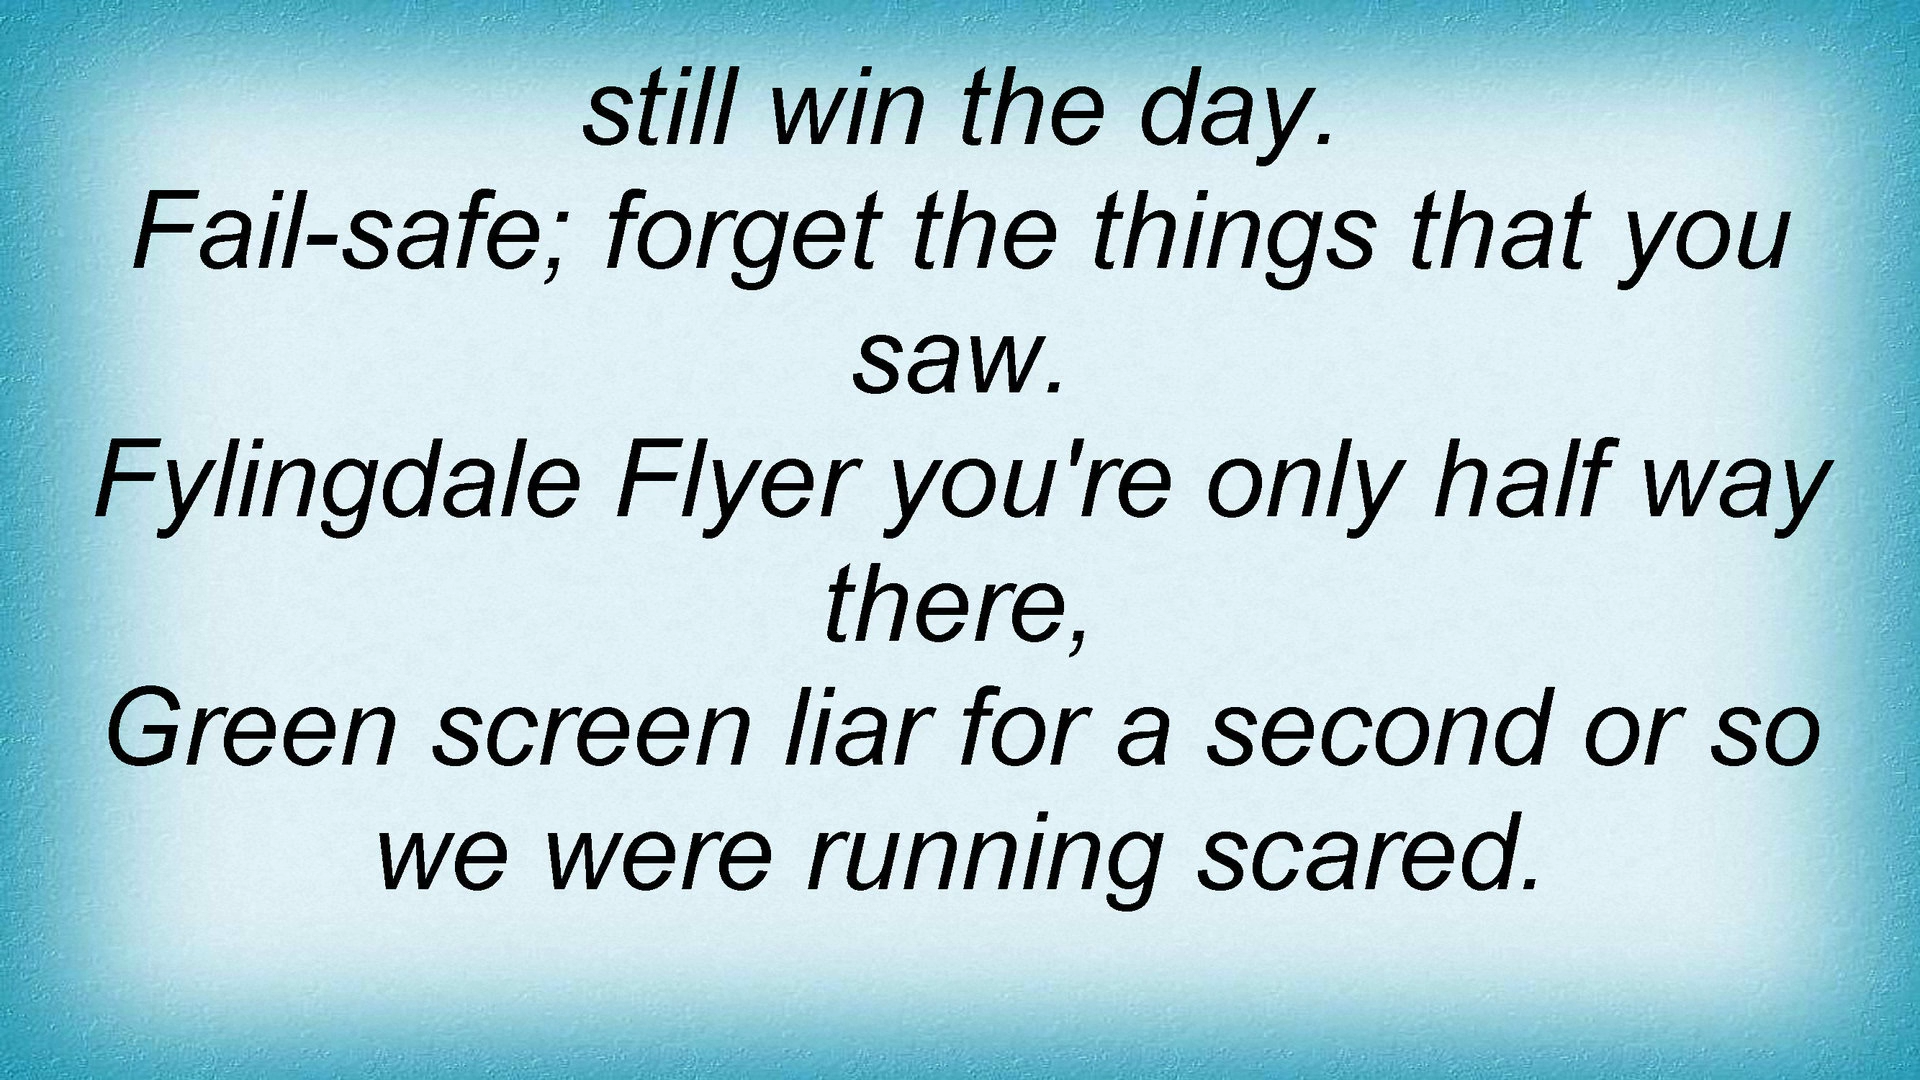 still win the day.
Fail-safe; forget the things that you
saw.
Fylingdale Flyer you're only half way
there,
Green screen liar for a second or so
we were running scared.